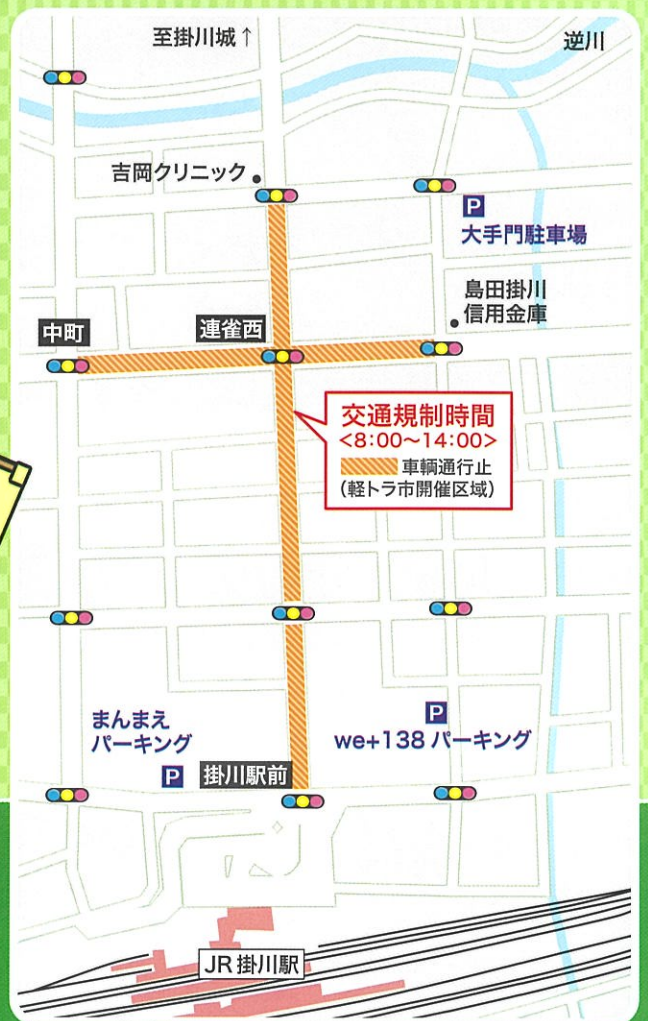 至掛川城↑
逆川
吉岡クリニック
P
大手門駐車場
島田掛川
信用金庫
中町
連雀西
交通規制時間
<8:00～14:00>
車輌通行止
(軽トラ市開催区域)
まんまえ
パーキング
P
P
we+138 パーキング
掛川駅前
JR掛川駅